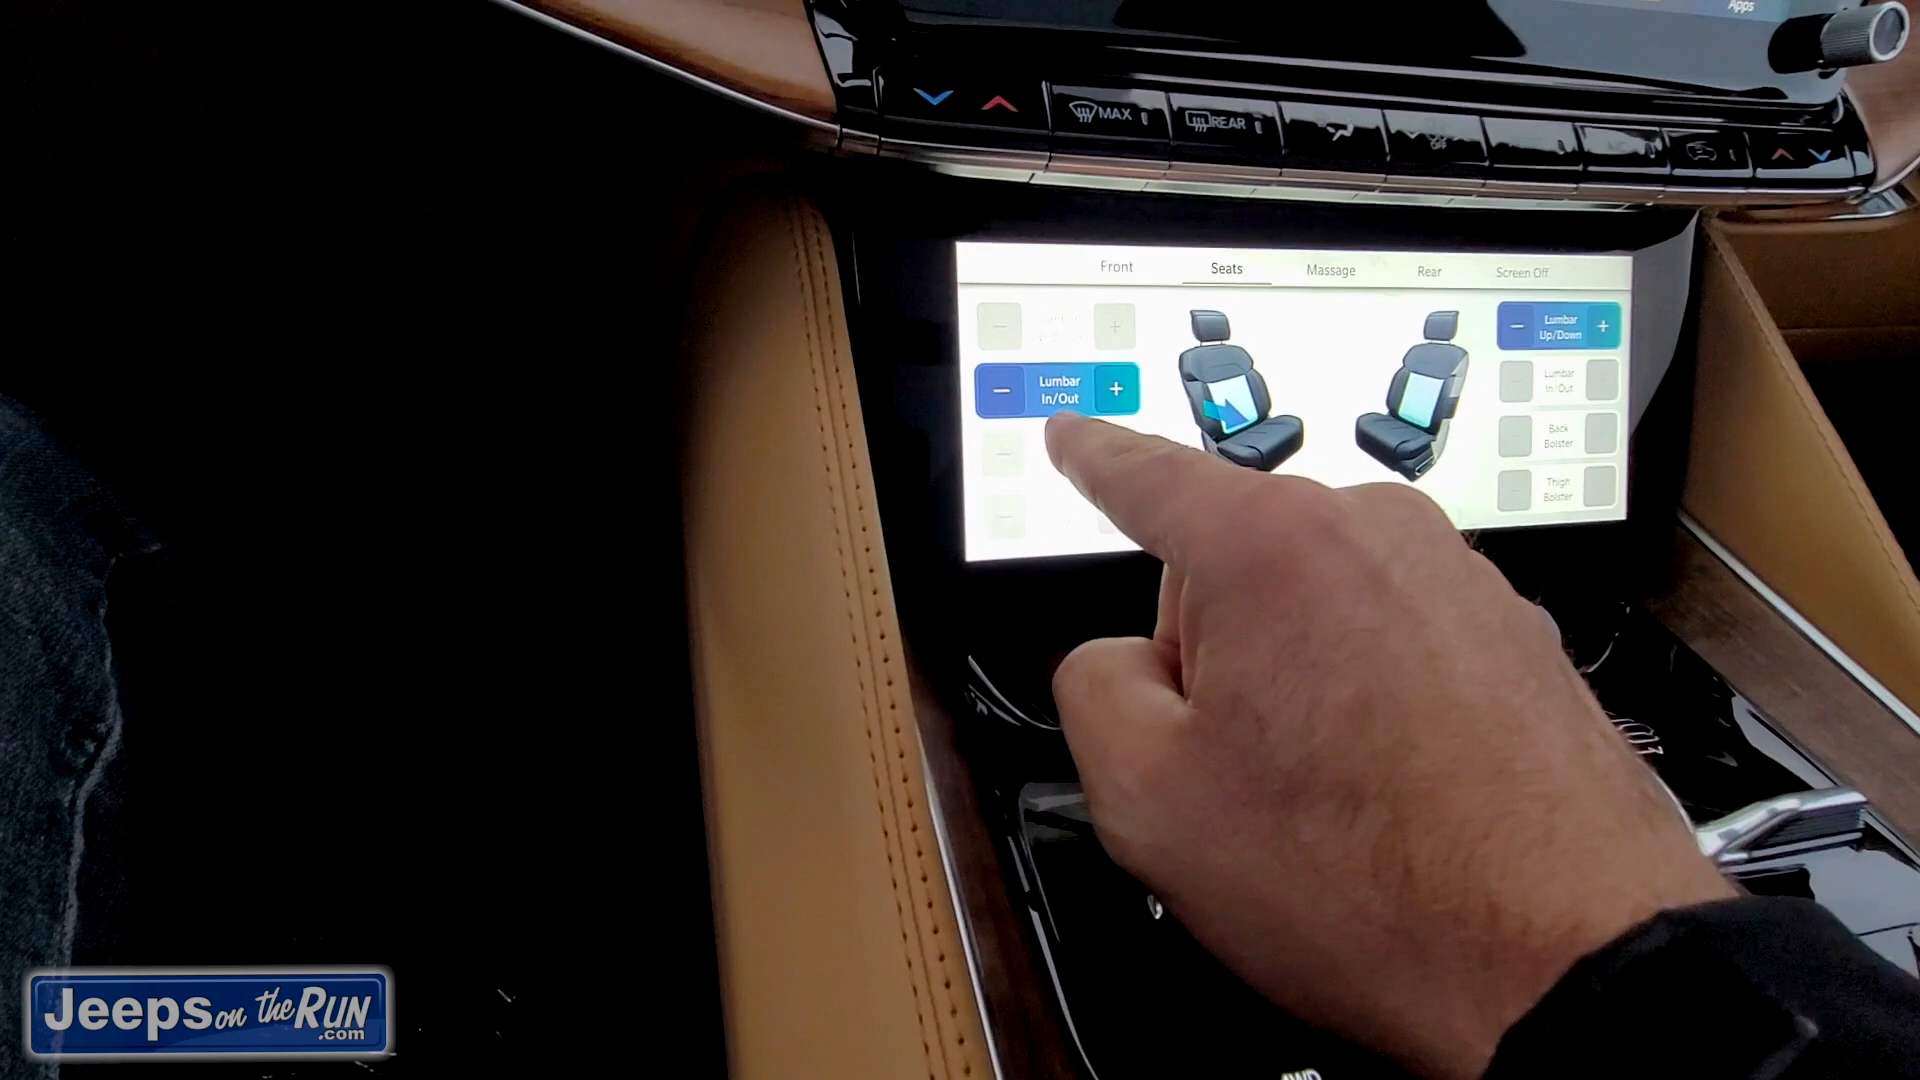 Apps
MAX
REAR
OFF
Front Seats Massage Rear Screen Off
Lumbar
In/Out
Lumbar
Up/Down
Lumbar
In/Out
Back
Bolster
Thigh
Bolster
Jeeps on the Run
.com